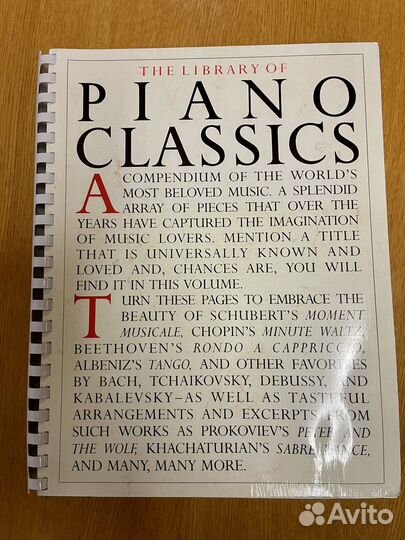 THE LIBRARY OF
PIANO
CLASSICS
A COMPENDIUM OF THE WORLD'S
MOST BELOVED MUSIC. A SPLENDID
ARRAY OF PIECES THAT OVER THE
YEARS HAVE CAPTURED THE IMAGINATION
OF MUSIC LOVERS. MENTION A TITLE
THAT IS UNIVERSALLY KNOWN AND
LOVED AND, CHANCES ARE, YOU WILL
FIND IT IN THIS VOLUME.
TURN THESE PAGES TO EMBRACE THE
BEAUTY OF SCHUBERT'S MOMENT
MUSICALE, CHOPIN'S MINUTE WALTZ,
BEETHOVEN'S RONDO A CAPPRICCIO,
ALBENIZ'S TANGO, AND OTHER FAVORITES
BY BACH, TCHAIKOVSKY, DEBUSSY, AND
KABALEVSKY–AS WELL AS TASTEFUL
ARRANGEMENTS AND EXCERPTS FROM
SUCH WORKS AS PROKOVIEV'S PETER AND
THE WOLF, KHACHATURIAN'S SABRE DANCE,
AND MANY, MANY MORE.
Avito